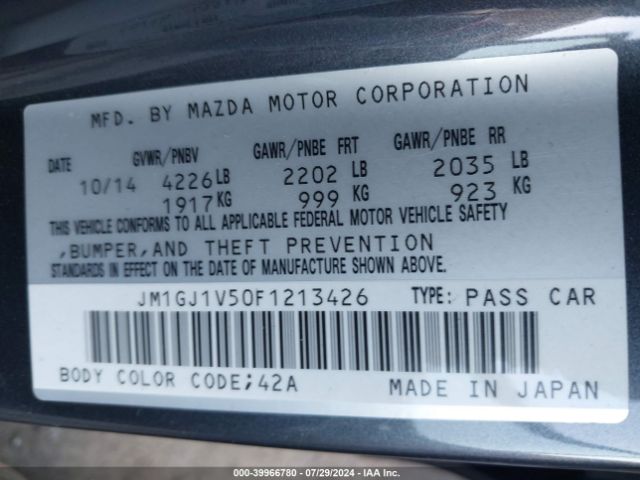 MFD. BY MAZDA MOTOR CORPORATION
DATE GVWR/PNBV GAWR/PNBE FRT GAWR/PNBE RR
10/14 4226LB 2202 LB 2035 LB
1917KG 999 KG 923 KG
THIS VEHICLE CONFORMS TO ALL APPLICABLE FEDERAL MOTOR VEHICLE SAFETY
,BUMPER,AND THEFT PREVENTION
STANDARDS IN EFFECT ON THE DATE OF MANUFACTURE SHOWN ABOVE.
JM1GJ1V50F1213426 TYPE: PASS CAR
BODY COLOR CODE;42A MADE IN JAPAN
000-39966780 / 07/29/2024 - IAA Inc.